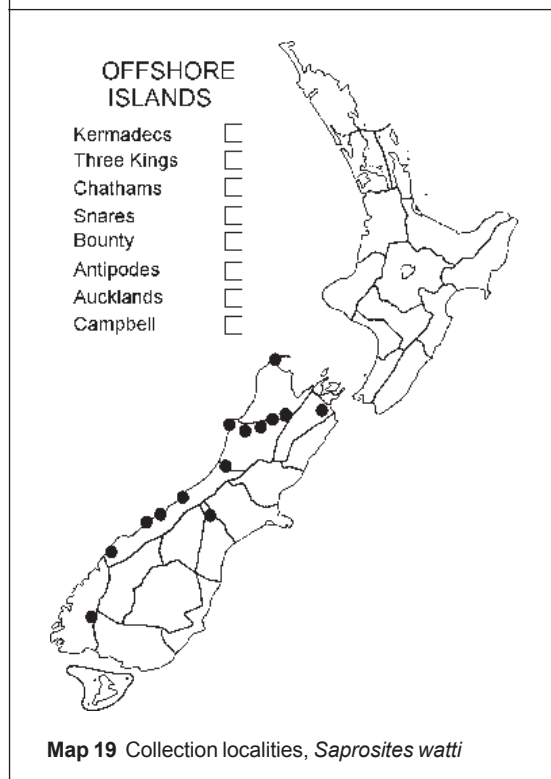 OFFSHORE
ISLANDS
Kermadecs
Three Kings
Chathams
Snares
Bounty
Antipodes
Aucklands
Campbell
Map 19 Collection localities, Saprosites watti